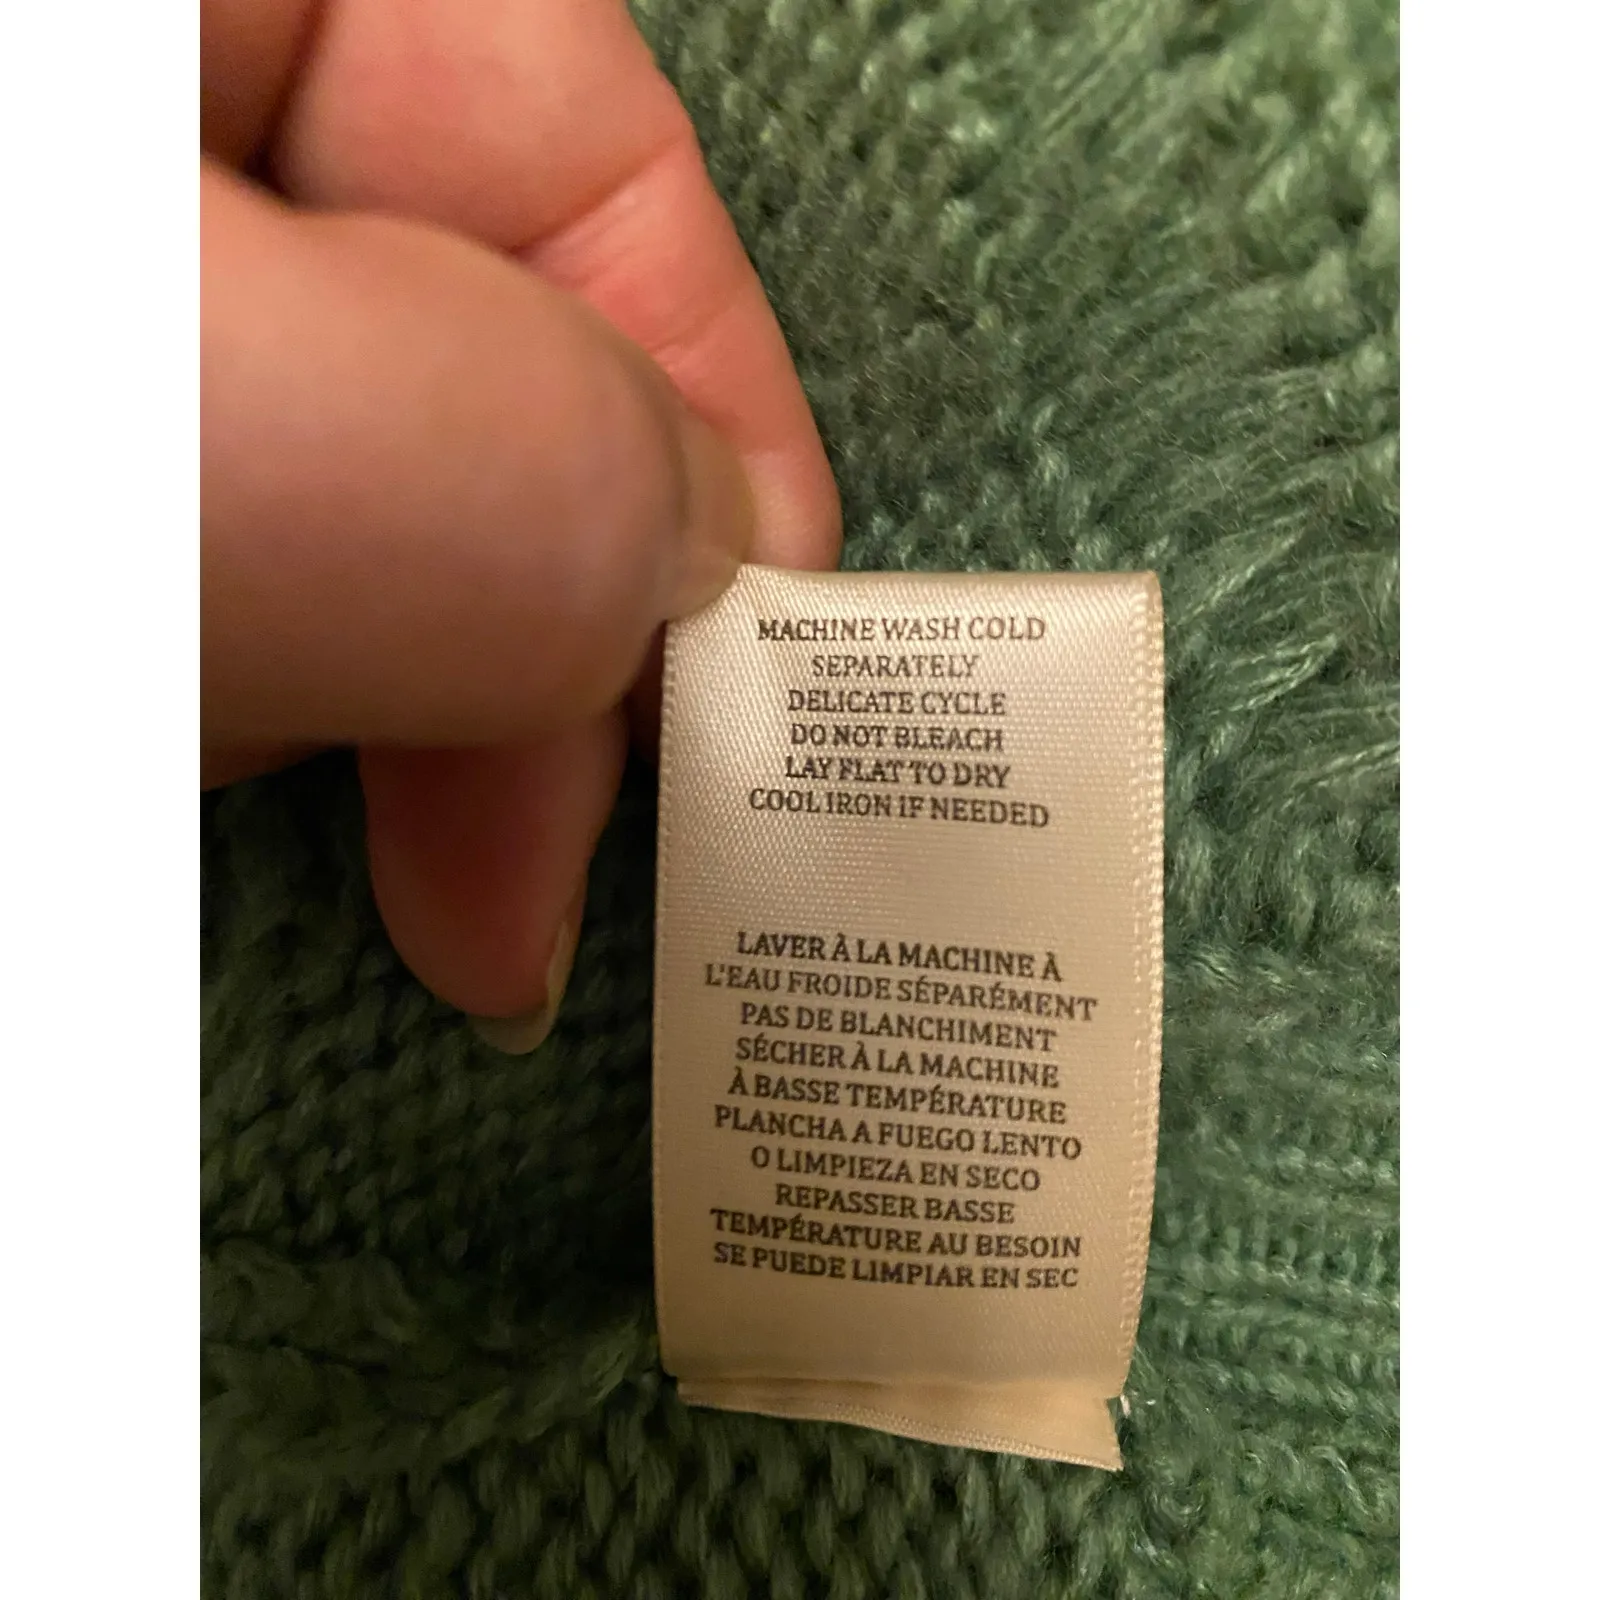 MACHINE WASH COLD
SEPARATELY
DELICATE CYCLE
DO NOT BLEACH
LAY FLAT TO DRY
COOL IRON IF NEEDED
LAVER À LA MACHINE À
L'EAU FROIDE SÉPARÉMENT
PAS DE BLANCHIMENT
SÉCHER À LA MACHINE
À BASSE TEMPÉRATURE
PLANCHA A FUEGO LENTO
O LIMPIEZA EN SECO
REPASSER BASSE
TEMPÉRATURE AU BESOIN
SE PUEDE LIMPIAR EN SEC